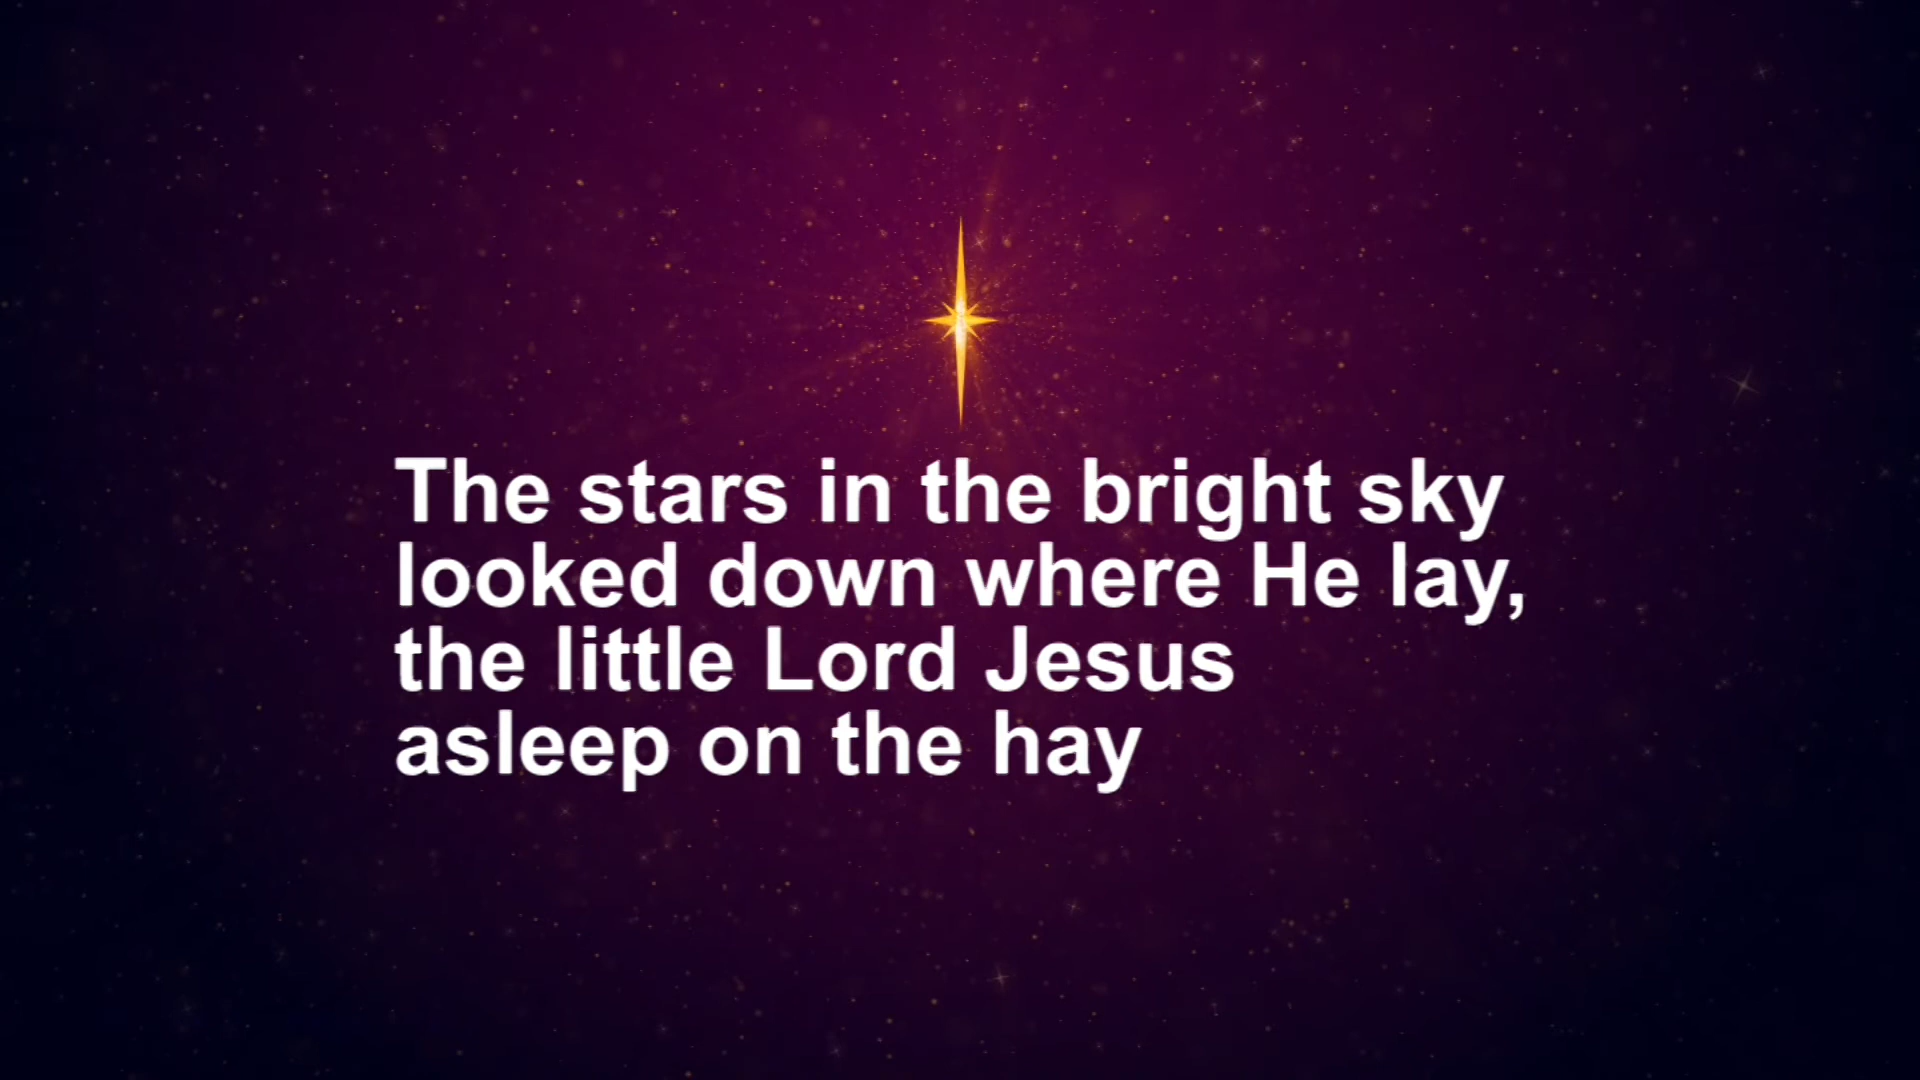 The stars in the bright sky
looked down where He lay,
the little Lord Jesus
asleep on the hay